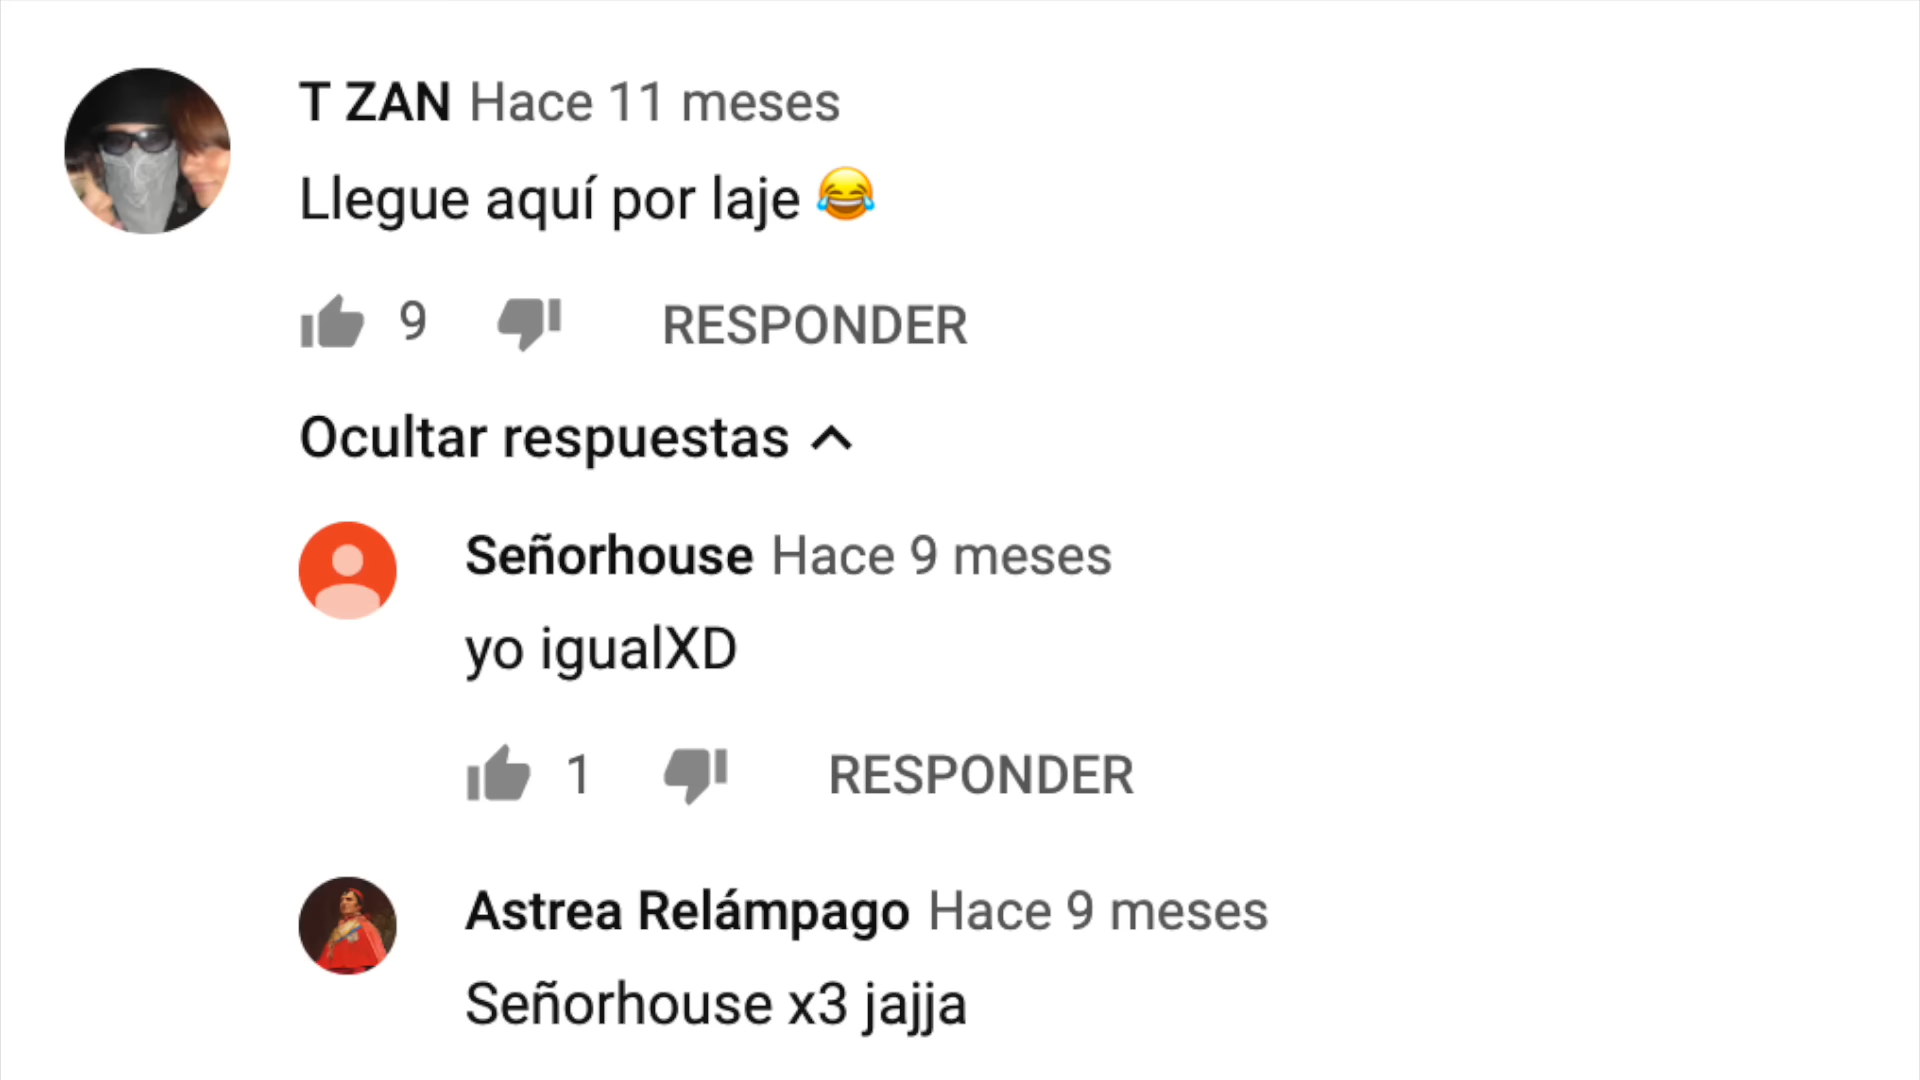 T ZAN Hace 11 meses
Llegue aquí por laje 😂
9 RESPONDER
Ocultar respuestas
Señorhouse Hace 9 meses
yo igualXD
1 RESPONDER
Astrea Relámpago Hace 9 meses
Señorhouse x3 jajja